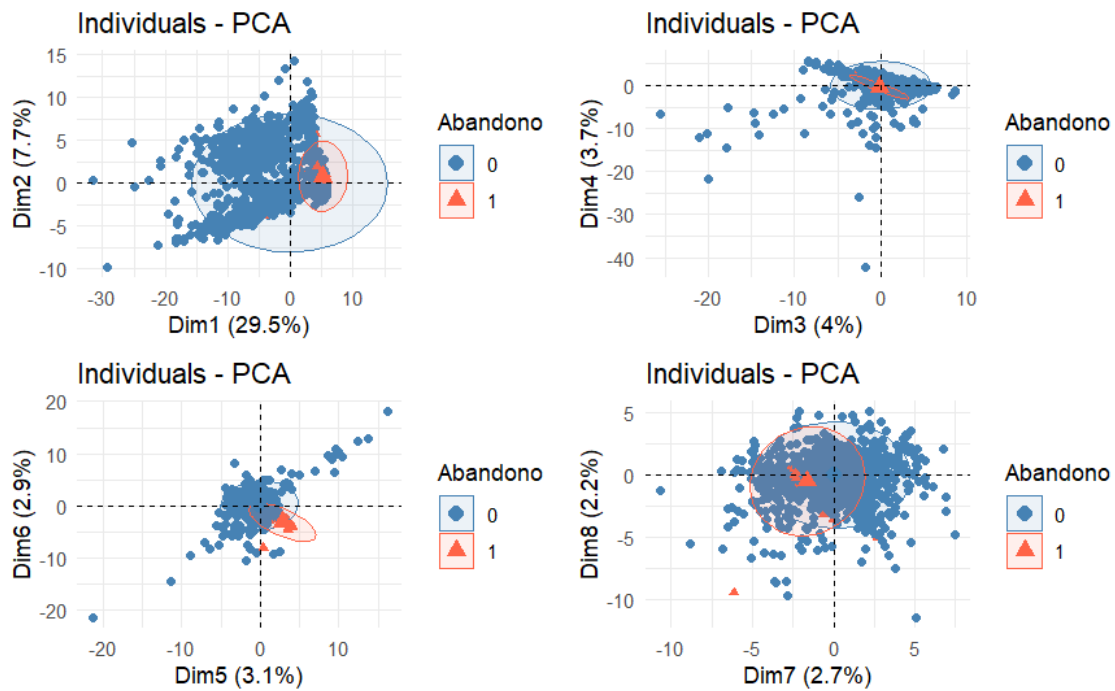 Individuals - PCA
15
10
5
0
-5
-10
Dim2 (7.7%)
-30
-20
-10
0
10
Dim1 (29.5%)
Abandono
0
1
Individuals - PCA
0
-10
-20
-30
-40
Dim4 (3.7%)
-20
-10
0
10
Dim3 (4%)
Abandono
0
1
Individuals - PCA
20
10
0
-10
-20
Dim6 (2.9%)
-20
-10
0
10
Dim5 (3.1%)
Abandono
0
1
Individuals - PCA
5
0
-5
-10
Dim8 (2.2%)
-10
-5
0
5
Dim7 (2.7%)
Abandono
0
1